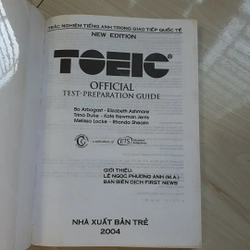 TRẮC NGHIỆM TIẾNG ANH TRONG GIAO TIẾP QUỐC TẾ
NEW EDITION
TOEIC®
OFFICIAL
TEST-PREPARATION GUIDE
Bo Arbogast - Elizabeth Ashmore
Trina Duke - Kate Newman Jerris
Melissa Locke - Rhonda Shearin
ETS
GIỚI THIỆU:
LÊ NGỌC PHƯƠNG ANH (M.A)
BAN BIÊN DỊCH FIRST NEWS
NHÀ XUẤT BẢN TRẺ
2004